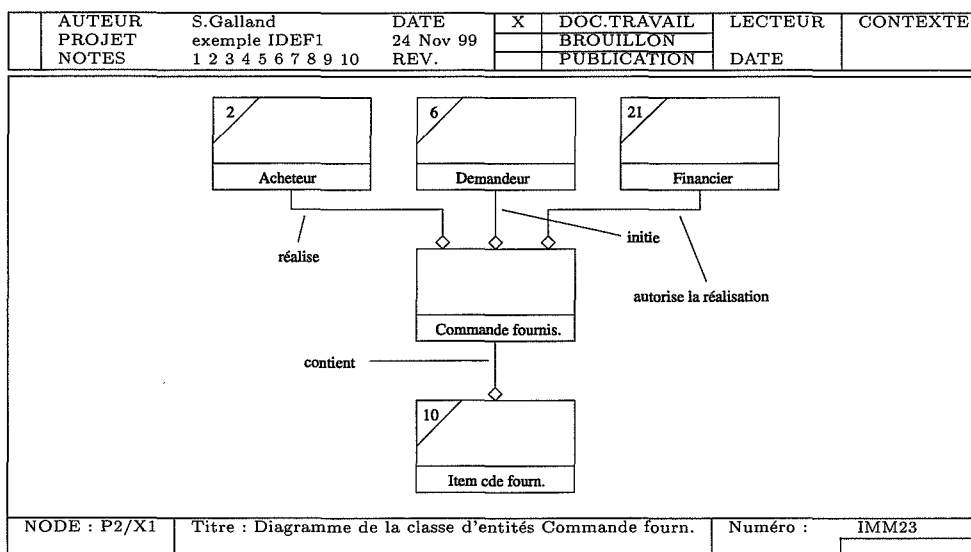 AUTEUR S.Galland DATE X DOC.TRAVAIL LECTEUR CONTEXTE
PROJET exemple IDEF1 24 Nov 99 BROUILLON
NOTES 1 2 3 4 5 6 7 8 9 10 REV. PUBLICATION DATE
2 6 21
Acheteur Demandeur Financier
initie
réalise
autorise la réalisation
Commande fournis.
contient
10
Item cde fourn.
NODE : P2/X1 Titre : Diagramme de la classe d'entités Commande fourn. Numéro : IMM23